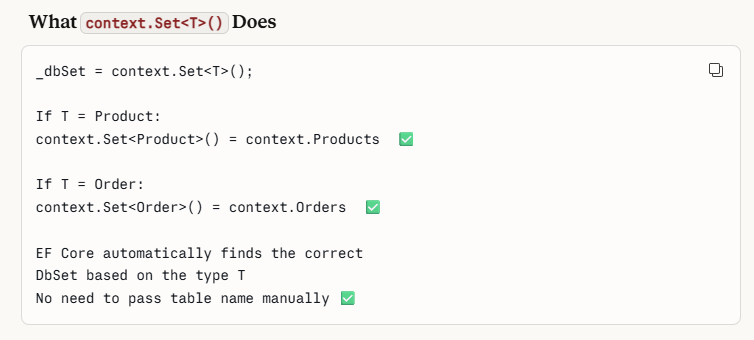 What context.Set<T>() Does
_dbSet = context.Set<T>();
If T = Product:
context.Set<Product>() = context.Products ✅
If T = Order:
context.Set<Order>() = context.Orders ✅
EF Core automatically finds the correct
DbSet based on the type T
No need to pass table name manually ✅